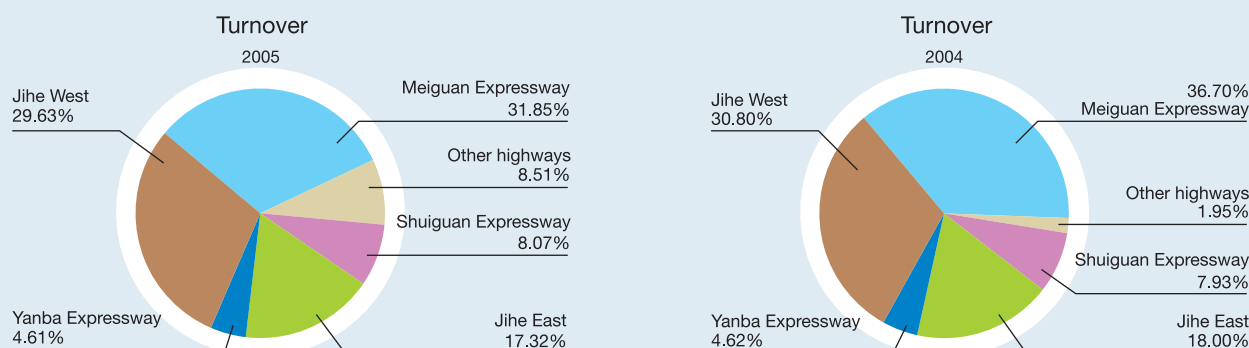 Turnover
2005
Jihe West
29.63%
Meiguan Expressway
31.85%
Other highways
8.51%
Shuiguan Expressway
8.07%
Yanba Expressway
4.61%
Jihe East
17.32%
Turnover
2004
Jihe West
30.80%
36.70%
Meiguan Expressway
Other highways
1.95%
Shuiguan Expressway
7.93%
Yanba Expressway
4.62%
Jihe East
18.00%